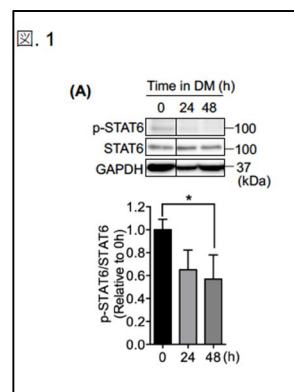 図. 1
(A)
Time in DM (h)
0 24 48
p-STAT6 100
STAT6 100
GAPDH 37
(kDa)
*
p-STAT6/STAT6
(Relative to 0h)
1.2
1.0
0.8
0.6
0.4
0.2
0.0
0 24 48 (h)